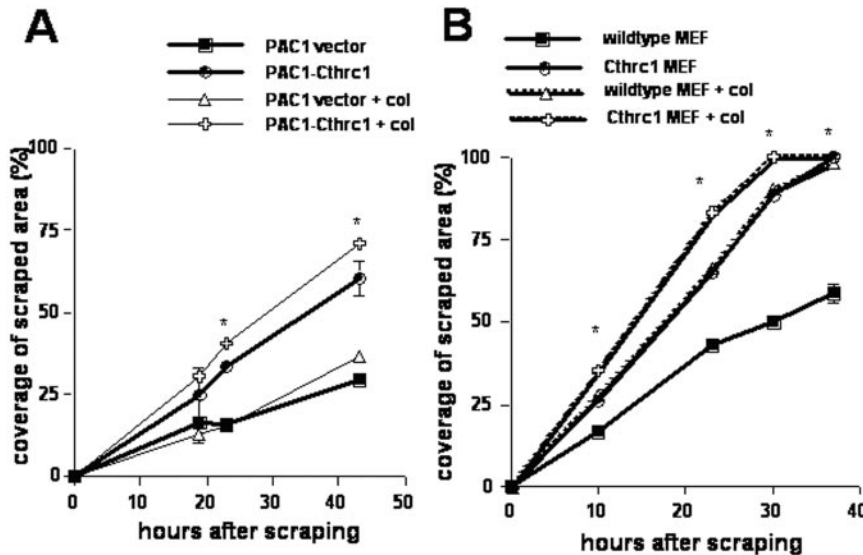 A
PAC1 vector
PAC1-Cthrc1
PAC1 vector + col
PAC1-Cthrc1 + col
coverage of scraped area (%)
100
75
50
25
0
*
*
0
10
20
30
40
50
hours after scraping
B
wildtype MEF
Cthrc1 MEF
wildtype MEF + col
Cthrc1 MEF + col
coverage of scraped area (%)
100
75
50
25
0
*
*
*
*
0
10
20
30
40
hours after scraping